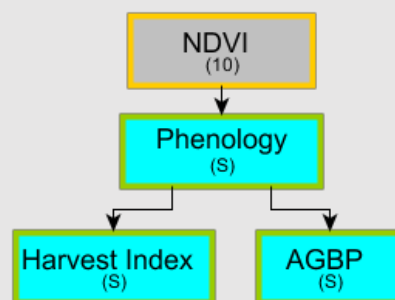 NDVI
(10)
Phenology
(S)
Harvest Index
(S)
AGBP
(S)